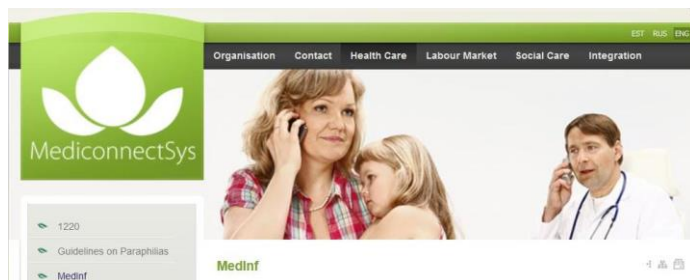 EST RUS ENG
Organisation Contact Health Care Labour Market Social Care Integration
MediconnectSys
1220
Guidelines on Paraphilias
MedInf
MedInf